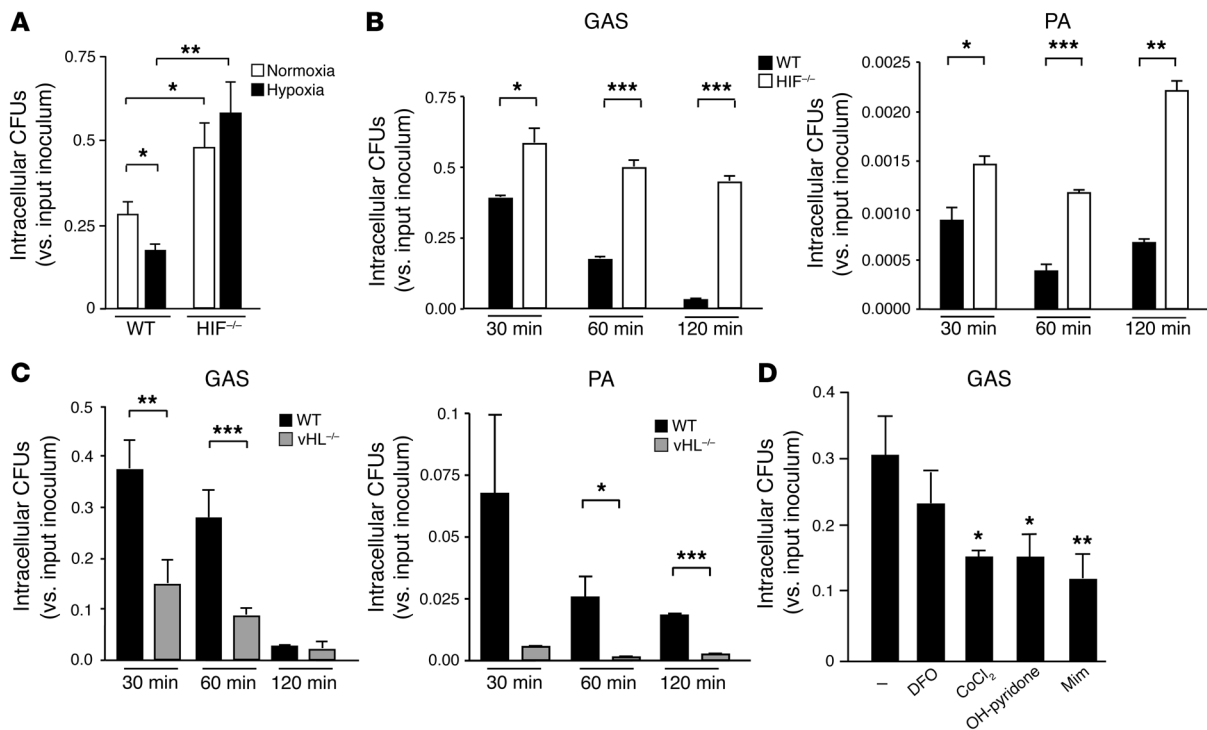 A
Intracellular CFUs
(vs. input inoculum)
0.75
0.5
0.25
0
**
*
*
Normoxia
Hypoxia
WT
HIF⁻/⁻
B
GAS
Intracellular CFUs
(vs. input inoculum)
0.75
0.50
0.25
0.00
*
***
***
WT
HIF⁻/⁻
30 min
60 min
120 min
PA
Intracellular CFUs
(vs. input inoculum)
0.0025
0.0015
0.0010
0.0005
0.0000
*
***
**
30 min
60 min
120 min
C
GAS
Intracellular CFUs
(vs. input inoculum)
0.5
0.4
0.3
0.2
0.1
0.0
**
***
WT
vHL⁻/⁻
30 min
60 min
120 min
PA
Intracellular CFUs
(vs. input inoculum)
0.1
0.075
0.05
0.025
0.00
*
***
WT
vHL⁻/⁻
30 min
60 min
120 min
D
GAS
Intracellular CFUs
(vs. input inoculum)
0.4
0.3
0.2
0.1
0
*
*
**
–
DFO
CoCl₂
OH-pyridone
Mim